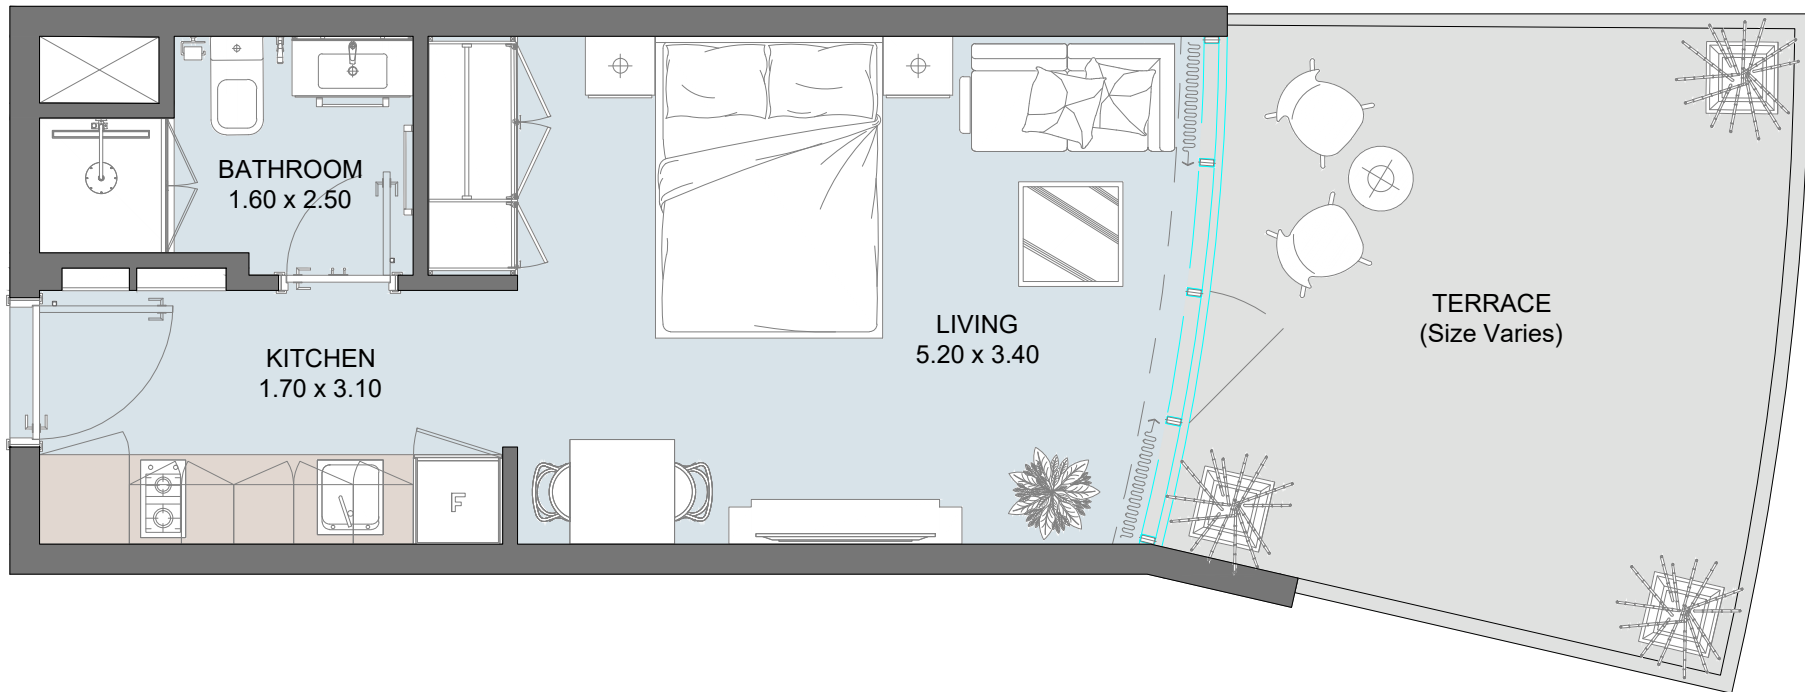 BATHROOM
1.60 x 2.50
KITCHEN
1.70 x 3.10
LIVING
5.20 x 3.40
TERRACE
(Size Varies)
F